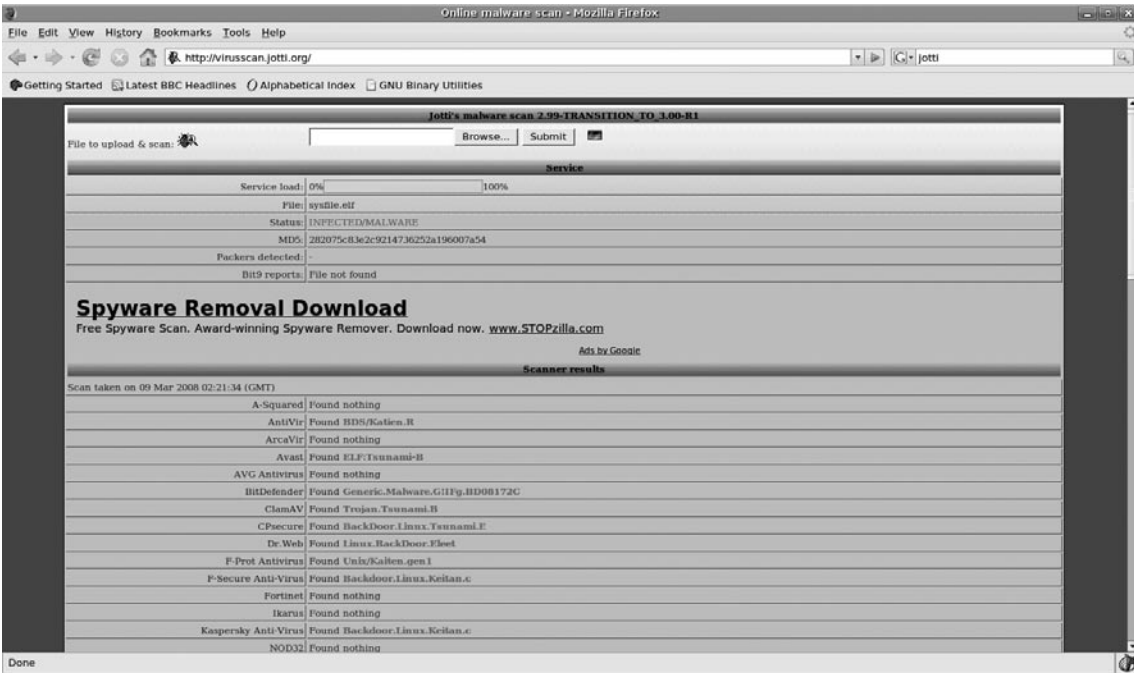 Online malware scan - Mozilla Firefox
File Edit View History Bookmarks Tools Help
http://virusscan.jotti.org/ G jotti
Getting Started Latest BBC Headlines Alphabetical Index GNU Binary Utilities
Jotti's malware scan 2.99-TRANSITION_TO_3.00-R1
File to upload & scan: Browse... Submit
Service
Service load: 0% 100%
File: sysfile.elf
Status: INFECTED/MALWARE
MD5:
Packers detected: -
Bit9 reports: File not found
Spyware Removal Download
Free Spyware Scan. Award-winning Spyware Remover. Download now. www.STOPzilla.com
Ads by Google
Scanner results
Scan taken on 09 Mar 2008 02:21:34 (GMT)
A-Squared Found nothing
AntiVir Found BDS/Katien.R
ArcaVir Found nothing
Avast Found ELF:Tsunami-B
AVG Antivirus Found nothing
BitDefender Found
ClamAV Found Trojan.Tsunami.B
CPsecure Found BackDoor.Linux.Tsunami.E
Dr.Web Found
F-Prot Antivirus Found Unix/Kaiten.gen1
F-Secure Anti-Virus Found Backdoor.Linux.Keitan.c
Fortinet Found nothing
Ikarus Found nothing
Kaspersky Anti-Virus Found Backdoor.Linux.Keitan.c
NOD32 Found nothing
Done